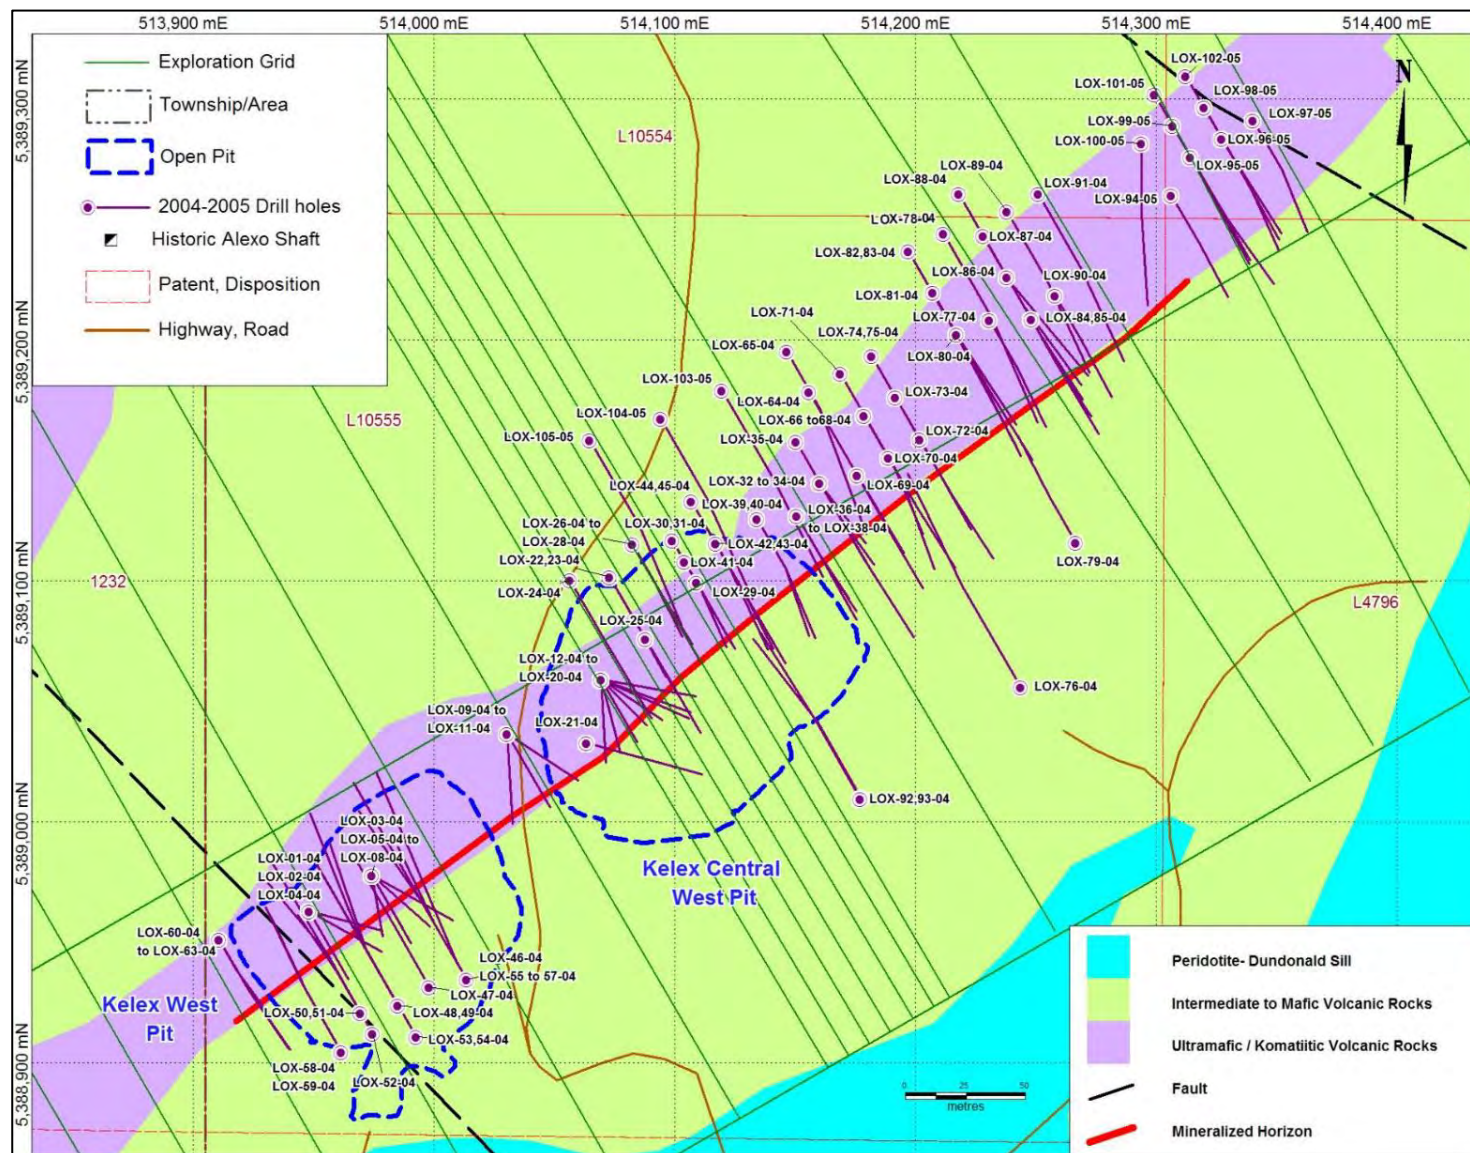 513,900 mE
514,000 mE
514,100 mE
514,200 mE
514,300 mE
514,400 mE
5,389,300 mN
5,389,200 mN
5,389,100 mN
5,389,000 mN
5,388,900 mN
Exploration Grid
Township/Area
Open Pit
2004-2005 Drill holes
Historic Alexo Shaft
Patent, Disposition
Highway, Road
N
L10554
L10555
1232
L4796
LOX-102-05
LOX-101-05
LOX-98-05
LOX-97-05
LOX-99-05
LOX-96-05
LOX-100-05
LOX-95-05
LOX-89-04
LOX-88-04
LOX-91-04
LOX-94-05
LOX-78-04
LOX-87-04
LOX-82,83-04
LOX-86-04
LOX-90-04
LOX-81-04
LOX-71-04
LOX-77-04
LOX-84,85-04
LOX-74,75-04
LOX-65-04
LOX-80-04
LOX-103-05
LOX-64-04
LOX-73-04
LOX-66 to68-04
LOX-104-05
LOX-35-04
LOX-72-04
LOX-105-05
LOX-70-04
LOX-44,45-04
LOX-32 to 34-04
LOX-69-04
LOX-39,40-04
LOX-36-04
to LOX-38-04
LOX-26-04 to
LOX-28-04
LOX-30,31-04
LOX-42,43-04
LOX-22,23-04
LOX-41-04
LOX-79-04
LOX-24-04
LOX-29-04
LOX-25-04
LOX-12-04 to
LOX-20-04
LOX-76-04
LOX-09-04 to
LOX-11-04
LOX-21-04
LOX-92,93-04
LOX-03-04
LOX-05-04 to
LOX-08-04
LOX-01-04
LOX-02-04
LOX-04-04
Kelex Central
West Pit
LOX-60-04
to LOX-63-04
LOX-46-04
LOX-55 to 57-04
LOX-47-04
Kelex West
Pit
LOX-50,51-04
LOX-48,49-04
LOX-53,54-04
LOX-58-04
LOX-59-04
LOX-52-04
0 25 50
metres
Peridotite- Dundonald Sill
Intermediate to Mafic Volcanic Rocks
Ultramafic / Komatiitic Volcanic Rocks
Fault
Mineralized Horizon